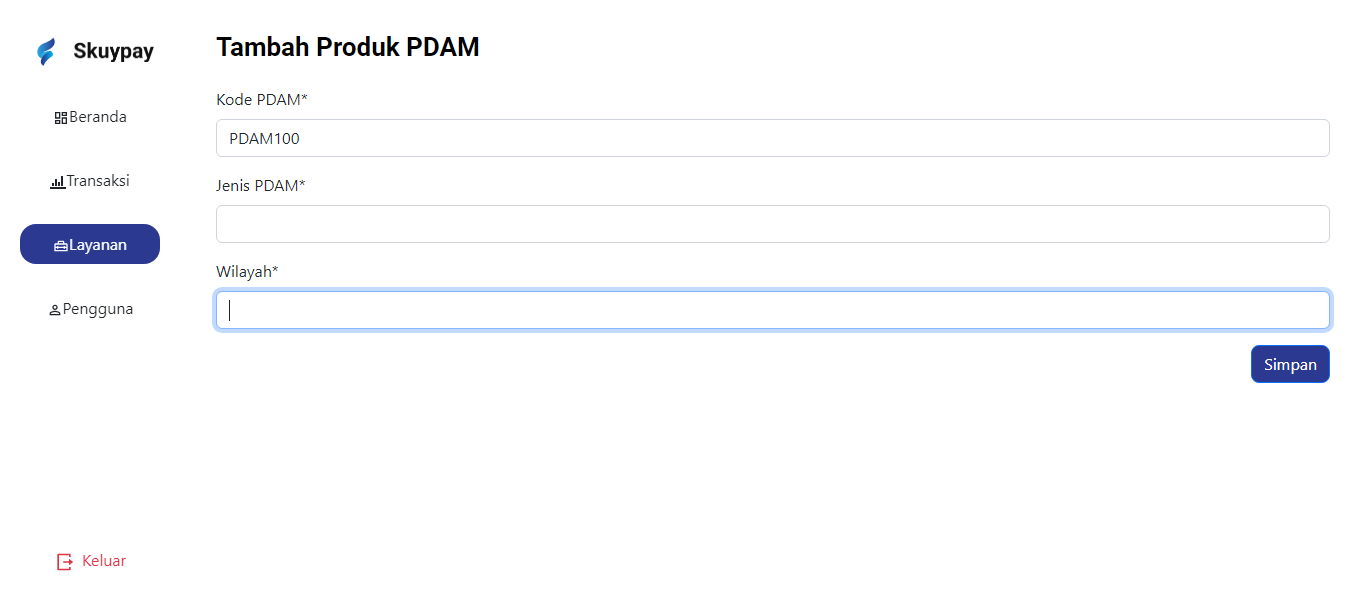 Skuypay
Beranda
Transaksi
Layanan
Pengguna
Keluar
Tambah Produk PDAM
Kode PDAM*
PDAM100
Jenis PDAM*
Wilayah*
Simpan